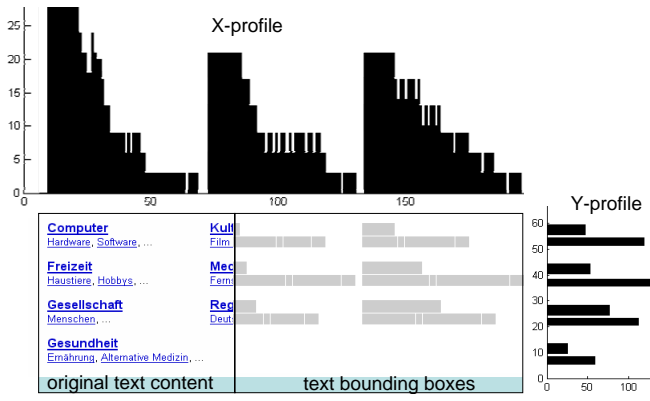 X-profile
25
20
15
10
5
0
0
50
100
150
Computer
Hardware, Software, ...
Kult
Film
Freizeit
Haustiere, Hobbys, ...
Med
Ferns
Gesellschaft
Menschen, ...
Reg
Deuts
Gesundheit
Ernährung, Alternative Medizin, ...
original text content
text bounding boxes
Y-profile
60
50
40
30
20
10
0
0
50
100